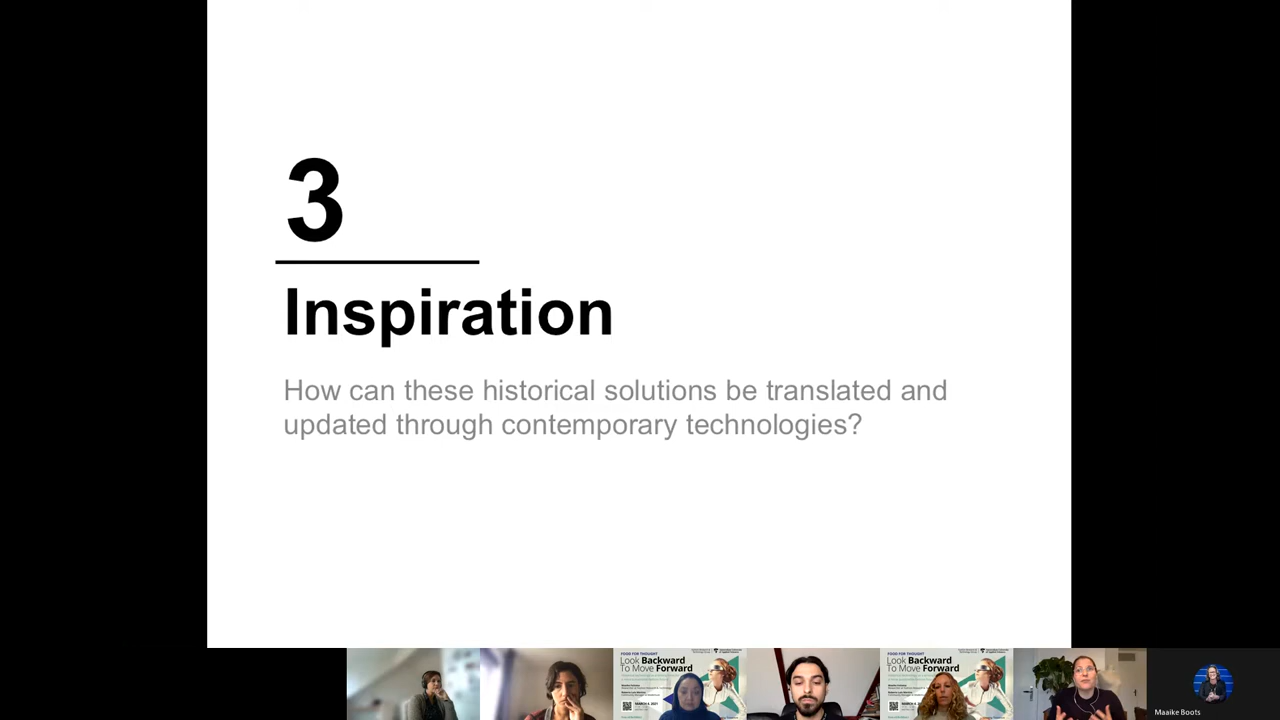 3
Inspiration
How can these historical solutions be translated and
updated through contemporary technologies?
FOOD FOR THOUGHT
Look Backward
To Move Forward
MARCH 4, 2021
FOOD FOR THOUGHT
Look Backward
To Move Forward
Maaike Boots